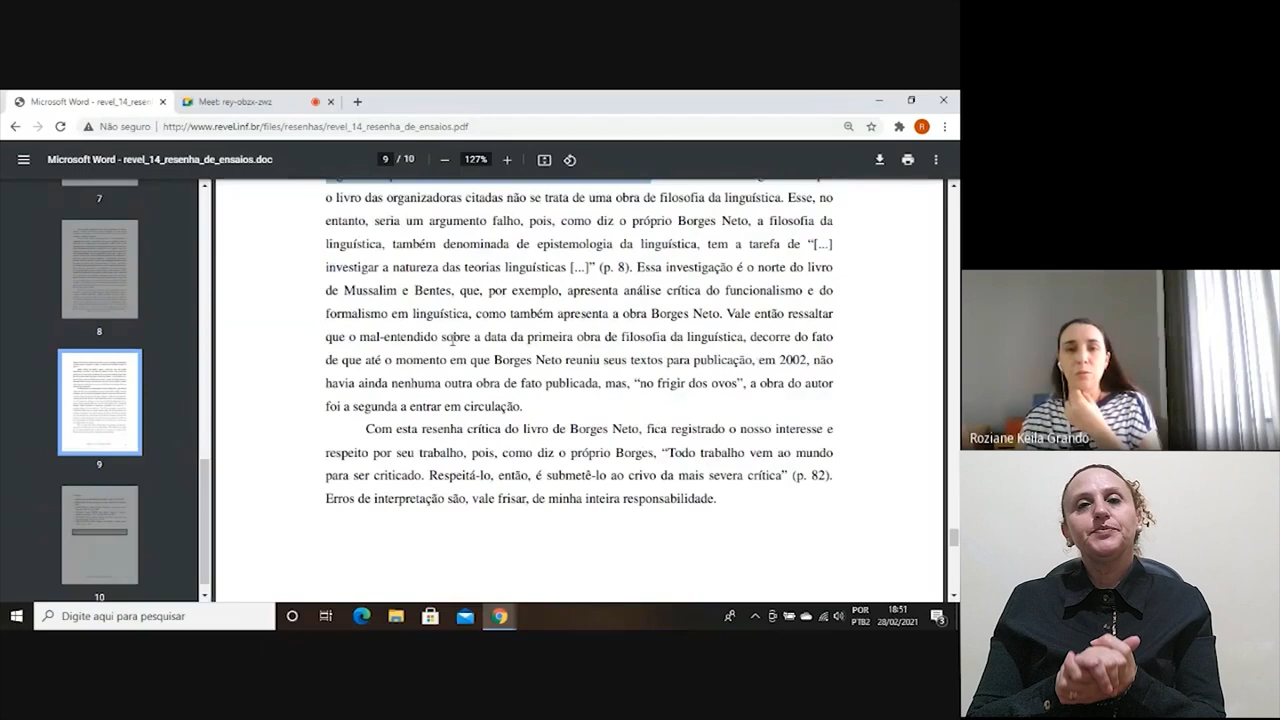 Microsoft Word - revel_14_resen
Meet: rey-obzx-zwz
Não seguro
http://www.revel.inf.br/files/resenhas/revel_14_resenha_de_ensaios.pdf
R
Microsoft Word - revel_14_resenha_de_ensaios.doc
9 / 10
127%
7
8
9
10
o livro das organizadoras citadas não se trata de uma obra de filosofia da linguística. Esse, no
entanto, seria um argumento falho, pois, como diz o próprio Borges Neto, a filosofia da
linguística, também denominada de epistemologia da linguística, tem a tarefa de “[...]
investigar a natureza das teorias linguísticas [...]” (p. 8). Essa investigação é o norte do livro
de Mussalim e Bentes, que, por exemplo, apresenta análise crítica do funcionalismo e do
formalismo em linguística, como também apresenta a obra Borges Neto. Vale então ressaltar
que o mal-entendido sobre a data da primeira obra de filosofia da linguística, decorre do fato
de que até o momento em que Borges Neto reuniu seus textos para publicação, em 2002, não
havia ainda nenhuma outra obra de fato publicada, mas, “no frigir dos ovos”, a obra do autor
foi a segunda a entrar em circulação.
Com esta resenha crítica do livro de Borges Neto, fica registrado o nosso interesse e
respeito por seu trabalho, pois, como diz o próprio Borges, “Todo trabalho vem ao mundo
para ser criticado. Respeitá-lo, então, é submetê-lo ao crivo da mais severa crítica” (p. 82).
Erros de interpretação são, vale frisar, de minha inteira responsabilidade.
Digite aqui para pesquisar
POR
PTB2
18:51
28/02/2021
3
Roziane Keila Grando